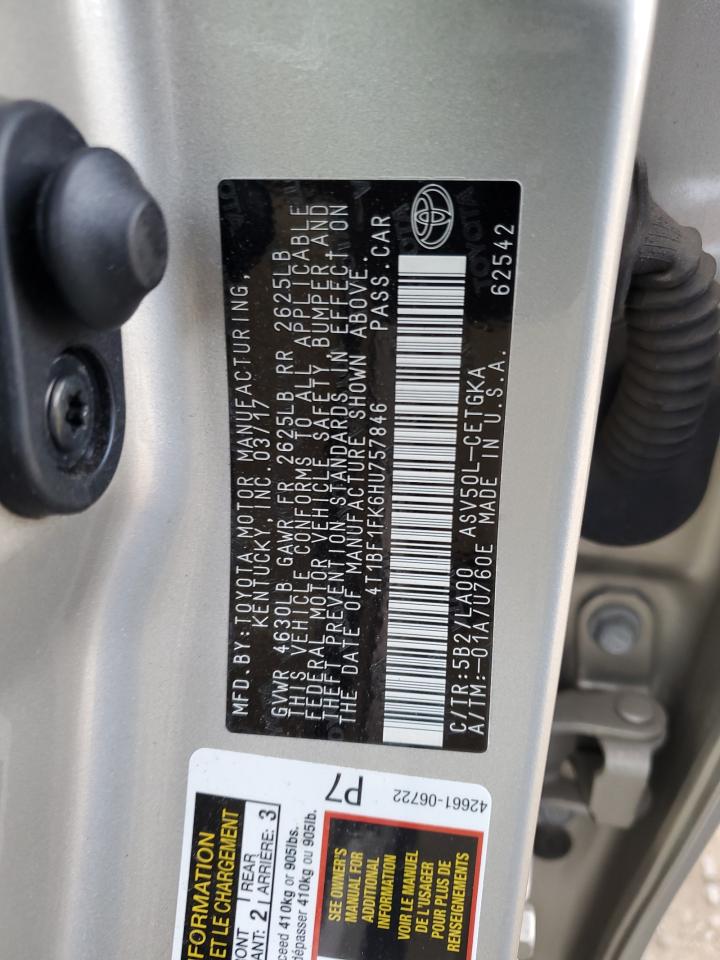 MFD. BY: TOYOTA MOTOR MANUFACTURING,
KENTUCKY, INC. 03/17
GVWR 4630LB GAWR FR 2625LB RR 2625LB
THIS VEHICLE CONFORMS TO ALL APPLICABLE
FEDERAL MOTOR VEHICLE SAFETY, BUMPER, AND
THEFT PREVENTION STANDARDS IN EFFECT ON
THE DATE OF MANUFACTURE SHOWN ABOVE.
4T1BF1FK6HU757846 PASS.CAR
C/TR:5B2/LA00 ASV50L-CETGKA
A/TM:-01A/U760E MADE IN U.S.A.
62542
TOYOTA
P7
42661-06722
FORMATION
ET LE CHARGEMENT
REAR
ANT: 2 ARRIÈRE: 3
ceed 410kg or 905lbs.
dépasser 410kg ou 905lb.
SEE OWNER'S
MANUAL FOR
ADDITIONAL
INFORMATION
VOIR LE MANUEL
DE L'USAGER
POUR PLUS DE
RENSEIGNEMENTS